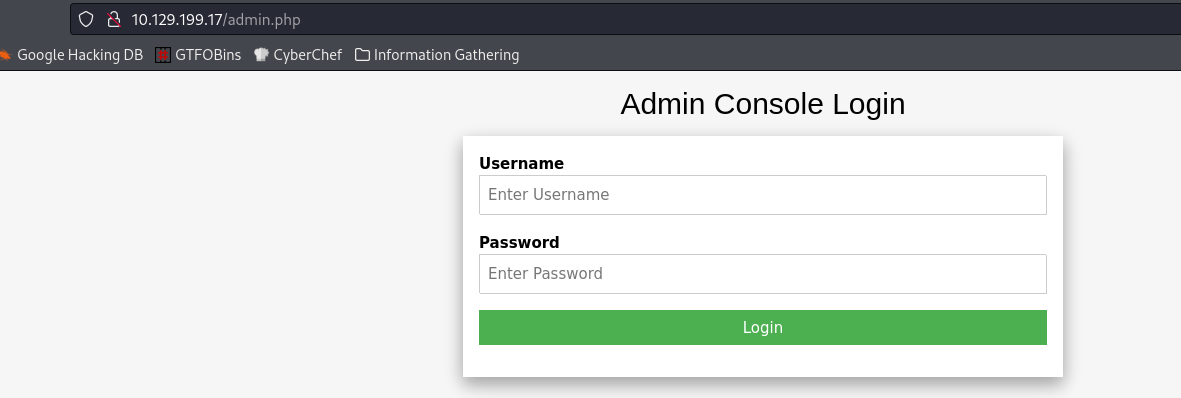 10.129.199.17/admin.php
Google Hacking DB GTFOBins CyberChef Information Gathering
Admin Console Login
Username
Enter Username
Password
Enter Password
Login